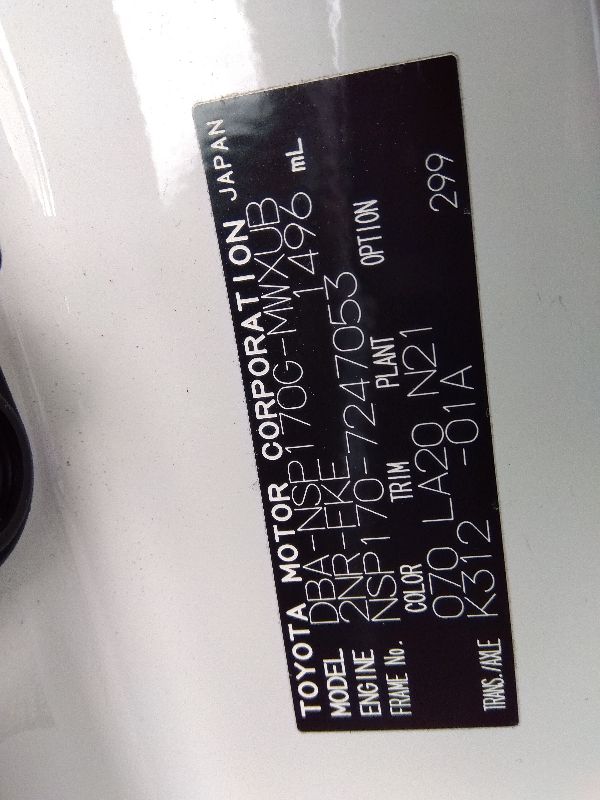 TOYOTA MOTOR CORPORATION JAPAN
MODEL DBA-NSP170G-MWXUB
ENGINE 2NR-FKE 1496 mL
FRAME No. NSP170-7247053
COLOR TRIM PLANT OPTION
070 LA20 N21 299
TRANS./AXLE K312 -01A